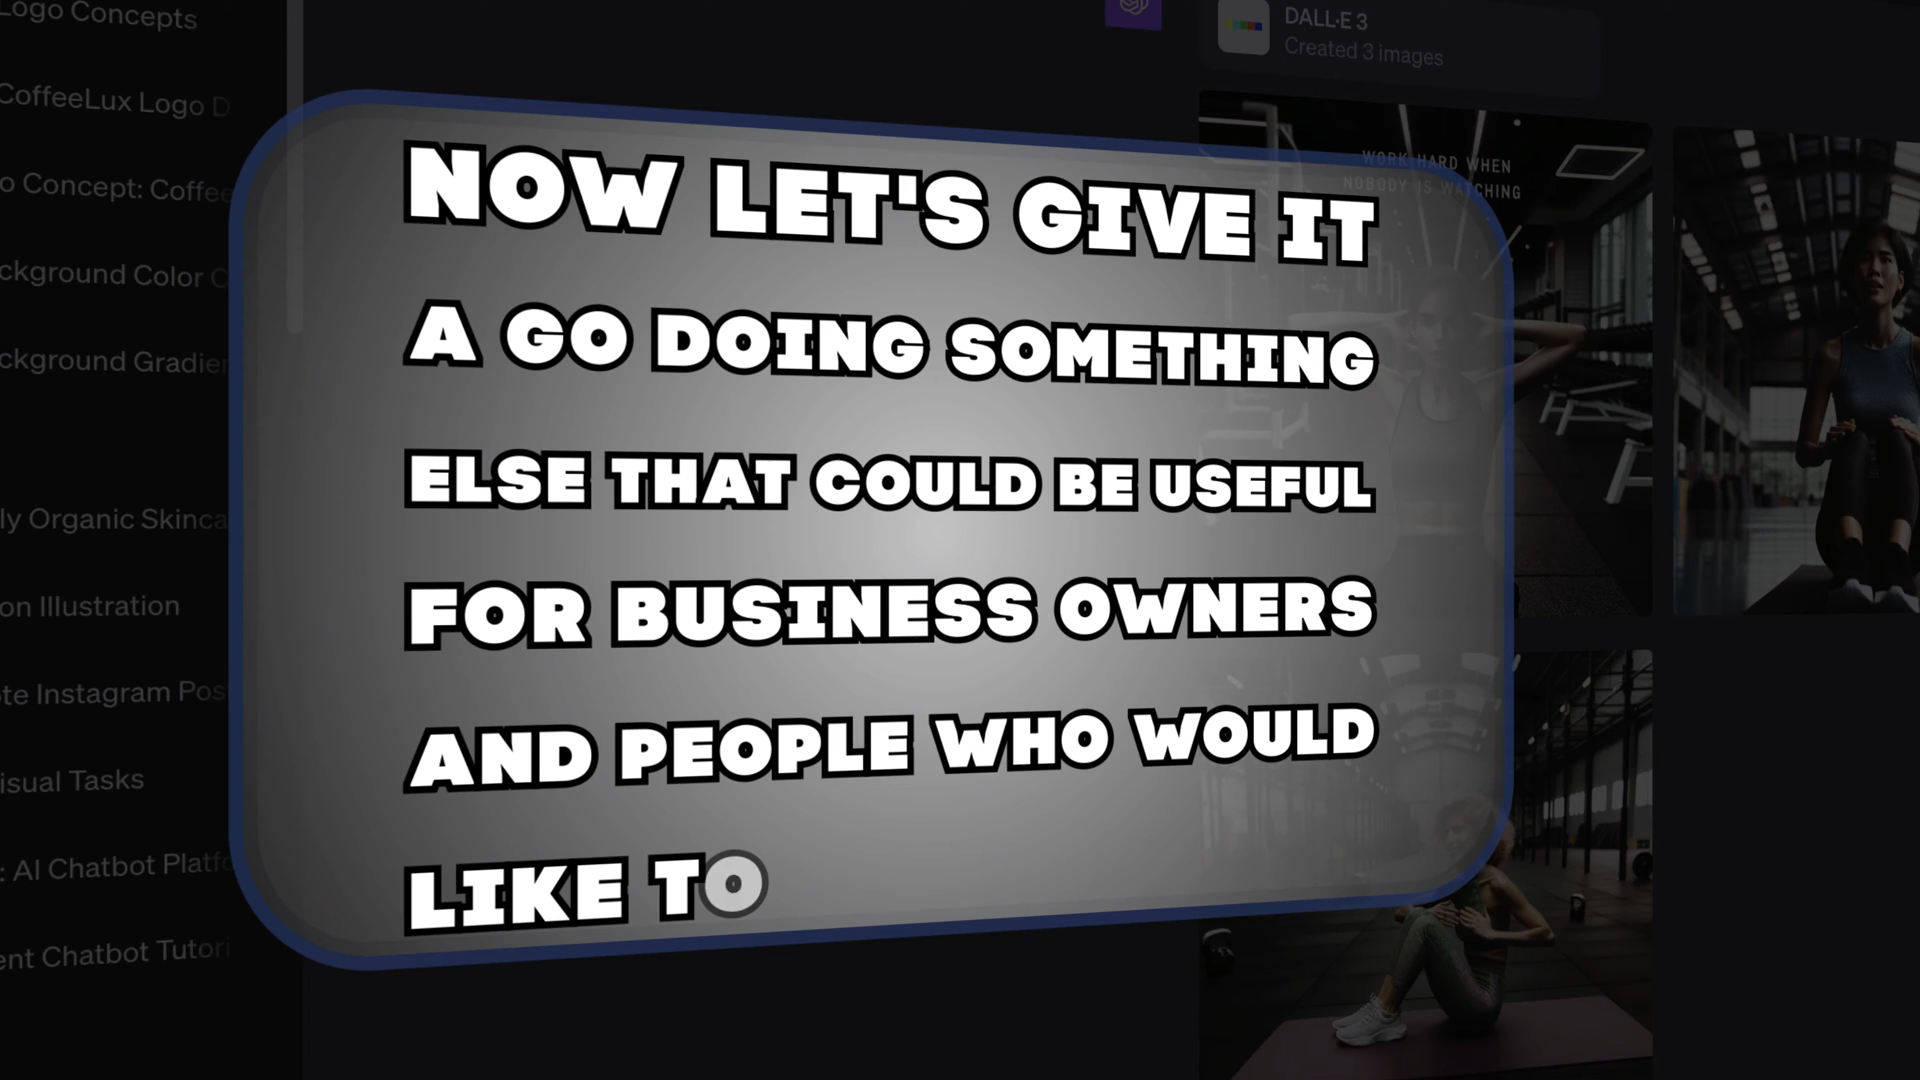 Logo Concepts
CoffeeLux Logo D
o Concept: Coffee
ckground Color C
ckground Gradien
ly Organic Skinca
on Illustration
te Instagram Pos
isual Tasks
: AI Chatbot Platfo
ent Chatbot Tutori
DALL·E 3
Created 3 images
WORK HARD WHEN
NOBODY IS WATCHING
NOW LET'S GIVE IT
A GO DOING SOMETHING
ELSE THAT COULD BE USEFUL
FOR BUSINESS OWNERS
AND PEOPLE WHO WOULD
LIKE TO